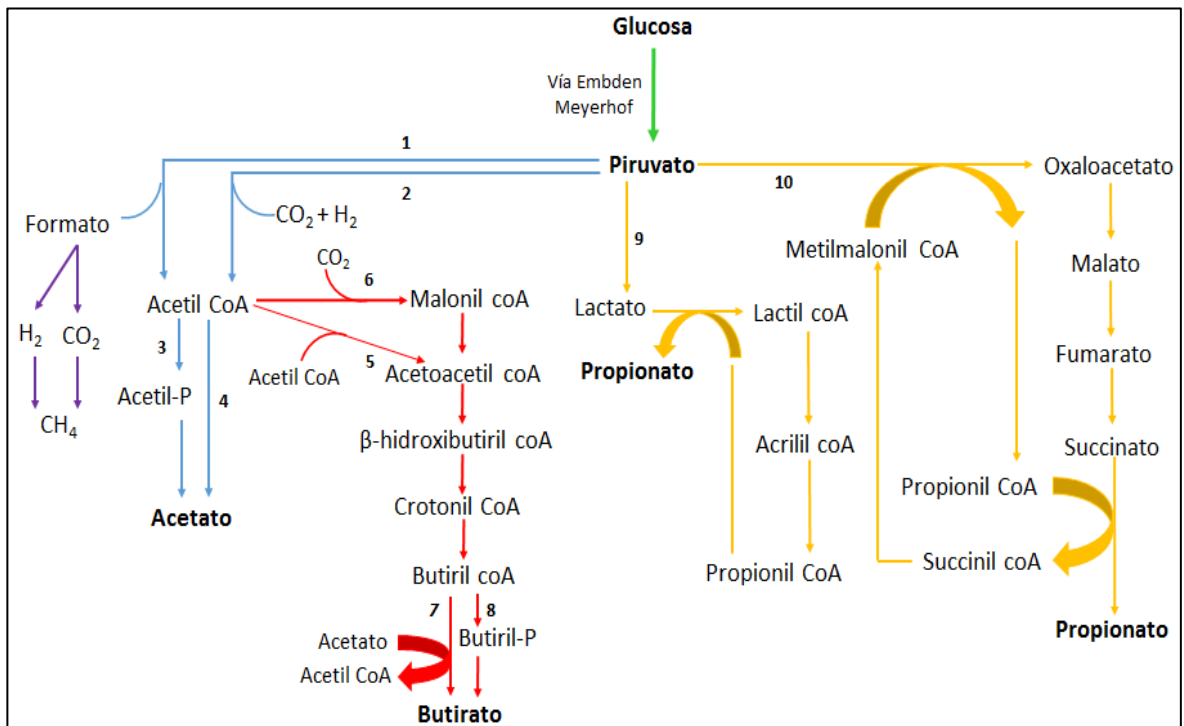 Glucosa
Vía Embden
Meyerhof
1
Piruvato
Oxaloacetato
2
10
CO₂ + H₂
Formato
9
Metilmalonil CoA
CO₂
6
Malato
Acetil CoA
Malonil coA
Lactato
Lactil coA
H₂
CO₂
3
5
Acetil CoA
Acetoacetil coA
Propionato
Fumarato
Acetil-P
4
CH₄
β-hidroxibutiril coA
Acrilil coA
Succinato
Propionil CoA
Acetato
Crotonil CoA
Butiril coA
Propionil CoA
Succinil coA
7
8
Acetato
Butiril-P
Propionato
Acetil CoA
Butirato